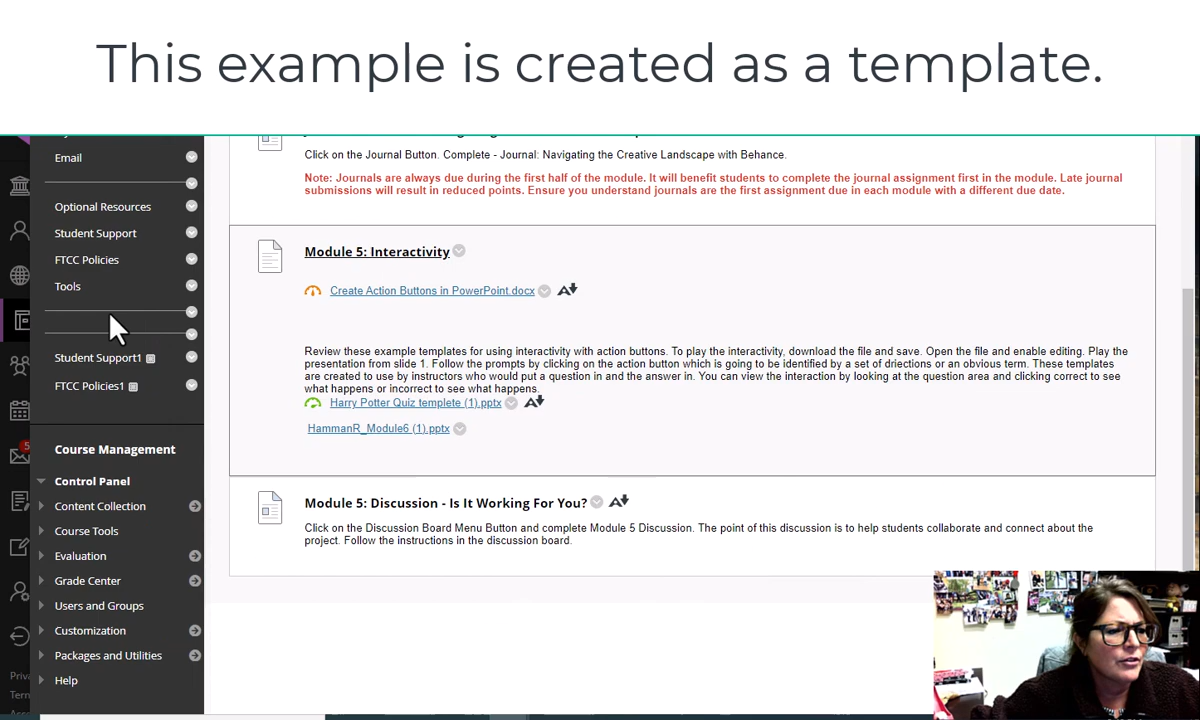 This example is created as a template.
Email
Optional Resources
Student Support
FTCC Policies
Tools
Student Support1
FTCC Policies1
Course Management
Control Panel
Content Collection
Course Tools
Evaluation
Grade Center
Users and Groups
Customization
Packages and Utilities
Help
5
Click on the Journal Button. Complete - Journal: Navigating the Creative Landscape with Behance.
Note: Journals are always due during the first half of the module. It will benefit students to complete the journal assignment first in the module. Late journal
submissions will result in reduced points. Ensure you understand journals are the first assignment due in each module with a different due date.
Module 5: Interactivity
Create Action Buttons in PowerPoint.docx
Review these example templates for using interactivity with action buttons. To play the interactivity, download the file and save. Open the file and enable editing. Play the
presentation from slide 1. Follow the prompts by clicking on the action button which is going to be identified by a set of driections or an obvious term. These templates
are created to use by instructors who would put a question in and the answer in. You can view the interaction by looking at the question area and clicking correct to see
what happens or incorrect to see what happens.
Harry Potter Quiz templete (1).pptx
HammanR_Module6 (1).pptx
Module 5: Discussion - Is It Working For You?
Click on the Discussion Board Menu Button and complete Module 5 Discussion. The point of this discussion is to help students collaborate and connect about the
project. Follow the instructions in the discussion board.